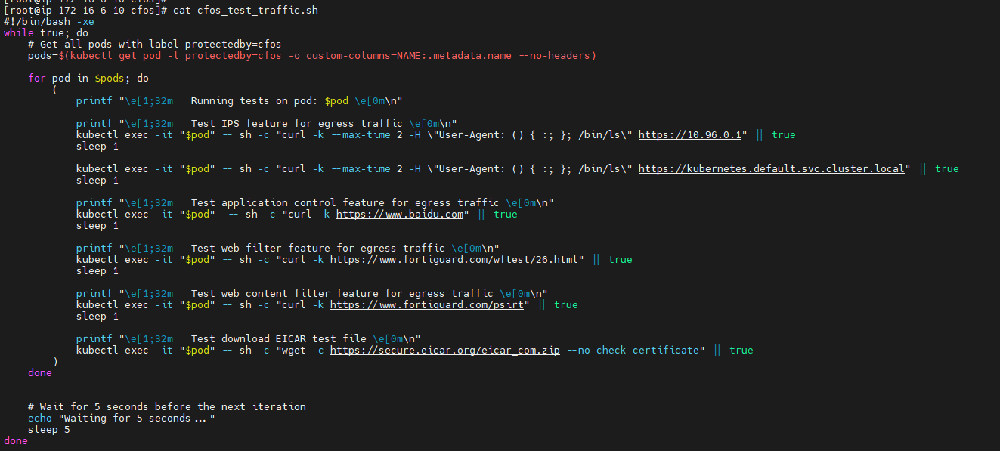 [root@ip-172-16-6-10 cfos]#
[root@ip-172-16-6-10 cfos]# cat cfos_test_traffic.sh
#!/bin/bash -xe
while true; do
    # Get all pods with label protectedby=cfos
    pods=$(kubectl get pod -l protectedby=cfos -o custom-columns=NAME:.metadata.name --no-headers)
    for pod in $pods; do
        (
            printf "\e[1;32m   Running tests on pod: $pod \e[0m\n"
            printf "\e[1;32m   Test IPS feature for egress traffic \e[0m\n"
            kubectl exec -it "$pod" -- sh -c "curl -k --max-time 2 -H \"User-Agent: () { :; }; /bin/ls\" https://10.96.0.1" || true
            sleep 1
            kubectl exec -it "$pod" -- sh -c "curl -k --max-time 2 -H \"User-Agent: () { :; }; /bin/ls\" https://kubernetes.default.svc.cluster.local" || true
            sleep 1
            printf "\e[1;32m   Test application control feature for egress traffic \e[0m\n"
            kubectl exec -it "$pod"  -- sh -c "curl -k https://www.baidu.com" || true
            sleep 1
            printf "\e[1;32m   Test web filter feature for egress traffic \e[0m\n"
            kubectl exec -it "$pod" -- sh -c "curl -k https://www.fortiguard.com/wftest/26.html" || true
            sleep 1
            printf "\e[1;32m   Test web content filter feature for egress traffic \e[0m\n"
            kubectl exec -it "$pod" -- sh -c "curl -k https://www.fortiguard.com/psirt" || true
            sleep 1
            printf "\e[1;32m   Test download EICAR test file \e[0m\n"
            kubectl exec -it "$pod" -- sh -c "wget -c https://secure.eicar.org/eicar_com.zip --no-check-certificate" || true
        )
    done
    # Wait for 5 seconds before the next iteration
    echo "Waiting for 5 seconds..."
    sleep 5
done